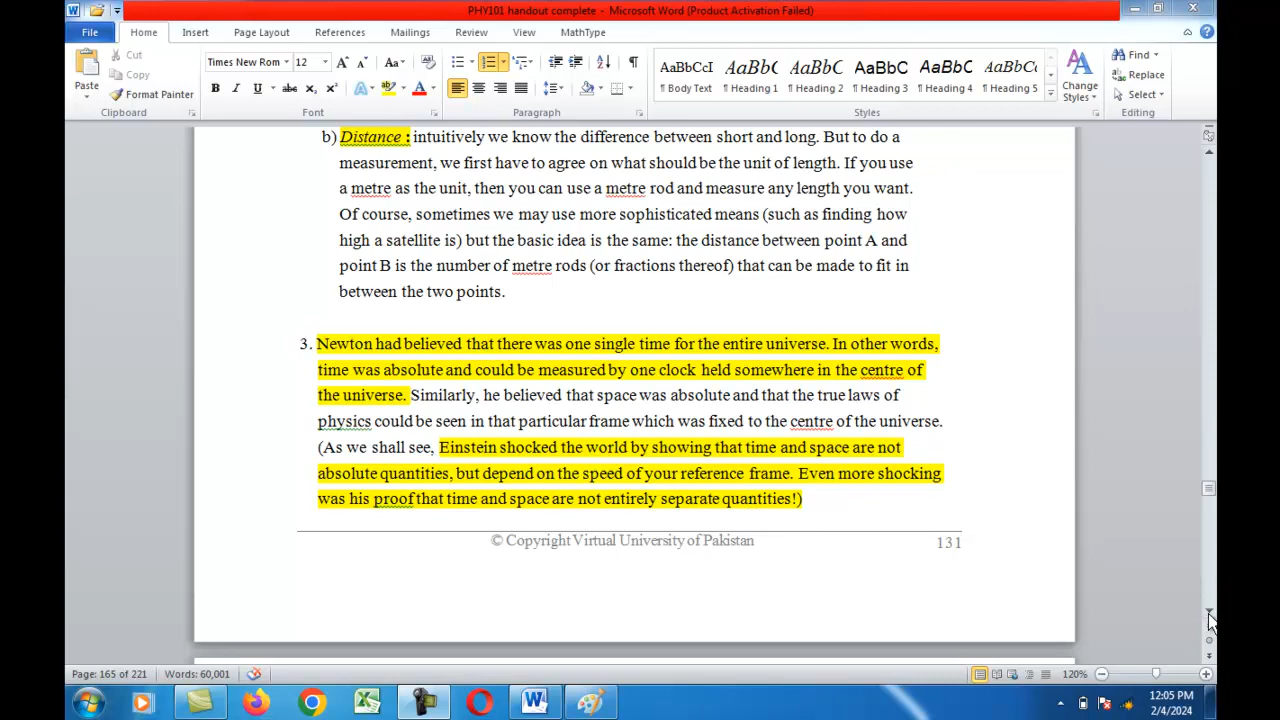 PHY101 handout complete - Microsoft Word (Product Activation Failed)
File Home Insert Page Layout References Mailings Review View MathType
Paste
Cut
Copy
Format Painter
Clipboard
Times New Rom 12
Font
Paragraph
AaBbCcI AaBbC AaBbCc AaBbC AaBbC AaBbCc
¶ Body Text ¶ Heading 1 ¶ Heading 2 ¶ Heading 3 ¶ Heading 4 ¶ Heading 5
Styles
Change
Styles
Find
Replace
Select
Editing
b) Distance : intuitively we know the difference between short and long. But to do a
measurement, we first have to agree on what should be the unit of length. If you use
a metre as the unit, then you can use a metre rod and measure any length you want.
Of course, sometimes we may use more sophisticated means (such as finding how
high a satellite is) but the basic idea is the same: the distance between point A and
point B is the number of metre rods (or fractions thereof) that can be made to fit in
between the two points.
3. Newton had believed that there was one single time for the entire universe. In other words,
time was absolute and could be measured by one clock held somewhere in the centre of
the universe. Similarly, he believed that space was absolute and that the true laws of
physics could be seen in that particular frame which was fixed to the centre of the universe.
(As we shall see, Einstein shocked the world by showing that time and space are not
absolute quantities, but depend on the speed of your reference frame. Even more shocking
was his proof that time and space are not entirely separate quantities!)
© Copyright Virtual University of Pakistan 131
Page: 165 of 221 Words: 60,001 120%
12:05 PM
2/4/2024